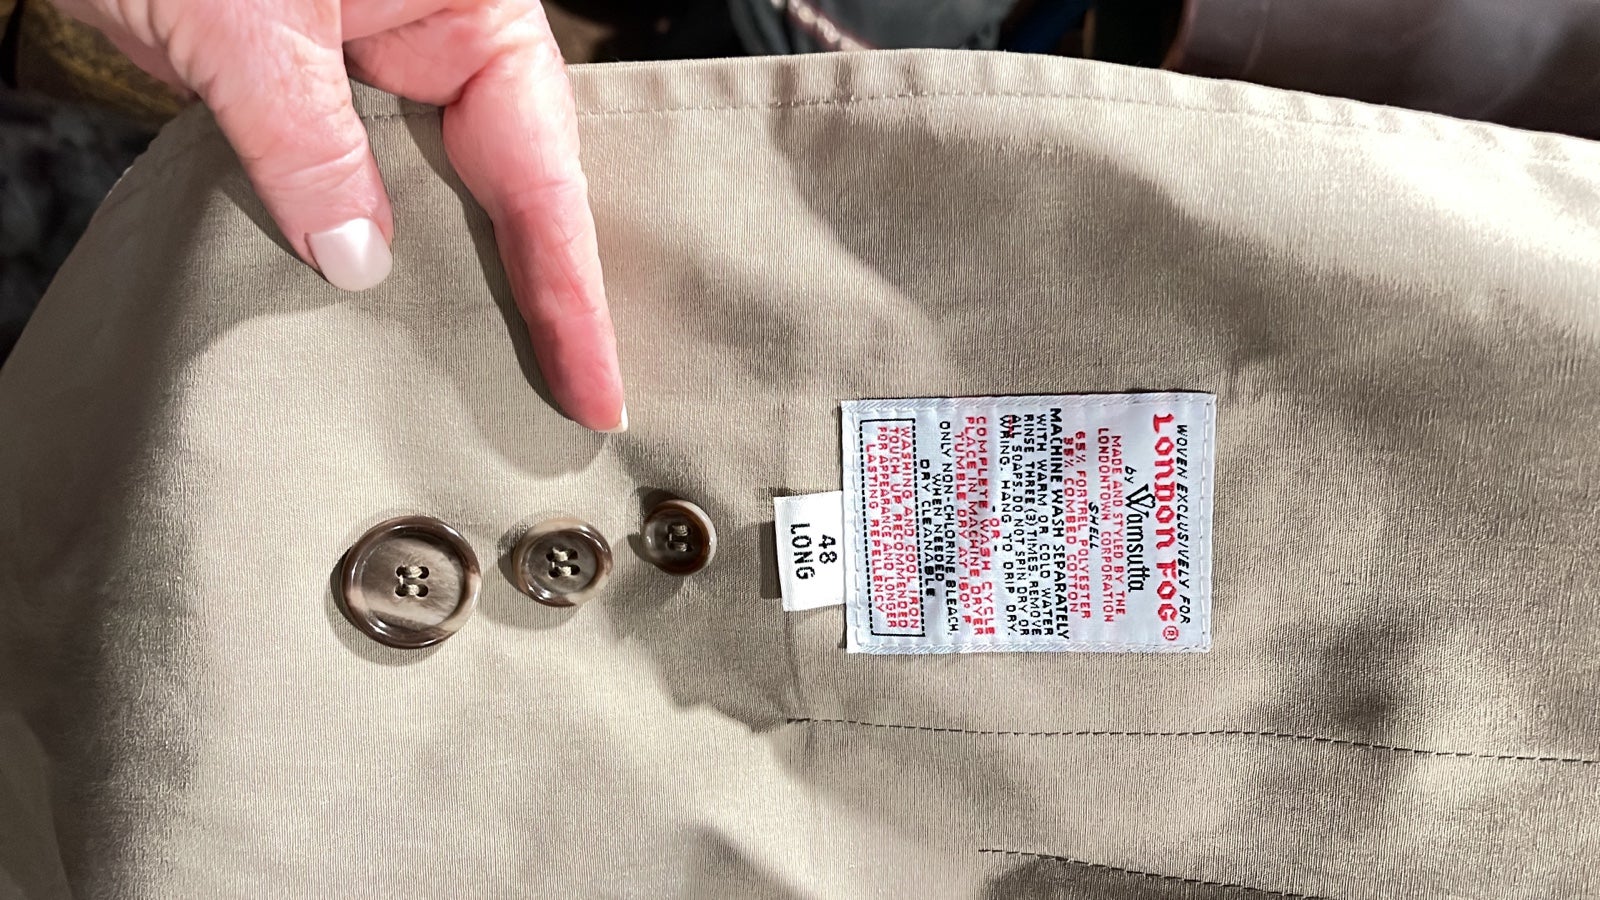 WOVEN EXCLUSIVELY FOR
LONDON FOG®
by Wamsutta
MADE AND STYLED BY THE
LONDONTOWN CORPORATION
SHELL
65% FORTREL POLYESTER
35% COMBED COTTON
MACHINE WASH SEPARATELY
WITH WARM OR COLD WATER
RINSE THREE (3) TIMES. REMOVE
ALL SOAPS. DO NOT SPIN DRY OR
WRING. HANG TO DRIP DRY.
- OR -
COMPLETE WASH CYCLE
PLACE IN MACHINE DRYER
TUMBLE DRY AT 160° F
ONLY NON-CHLORINE BLEACH,
WHEN NEEDED
DRY CLEANABLE
WASHING AND COOL IRON
TOUCH UP RECOMMENDED
FOR APPEARANCE AND LONGER
LASTING REPELLENCY
48
LONG